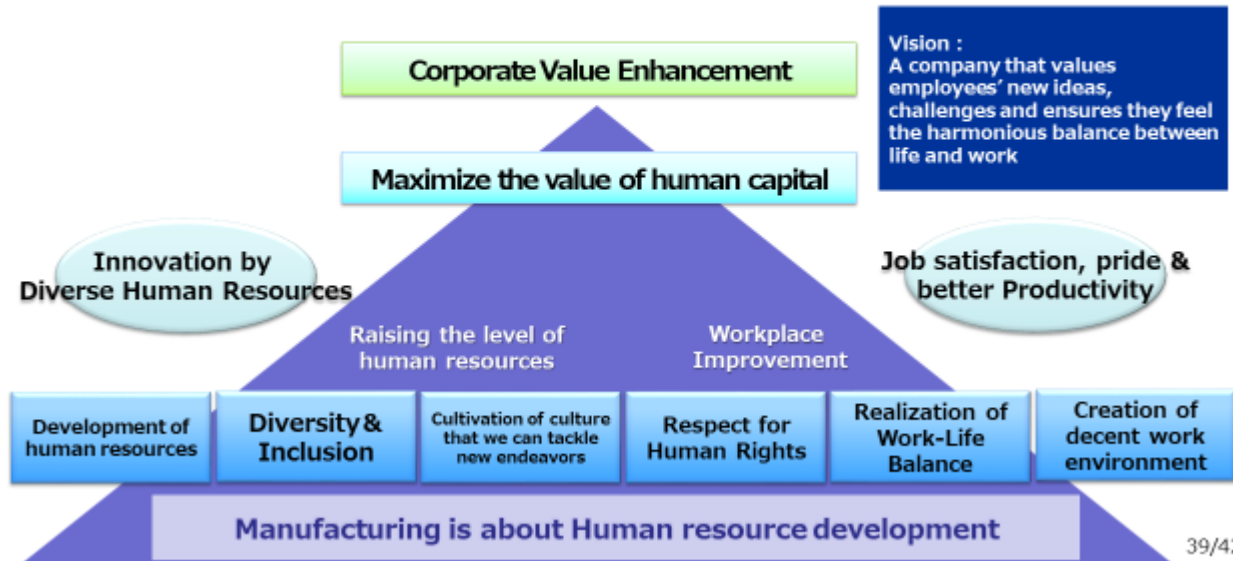 Corporate Value Enhancement
Vision :
A company that values
employees' new ideas,
challenges and ensures they feel
the harmonious balance between
life and work
Maximize the value of human capital
Innovation by
Diverse Human Resources
Job satisfaction, pride &
better Productivity
Raising the level of
human resources
Workplace
Improvement
Development of
human resources
Diversity &
Inclusion
Cultivation of culture
that we can tackle
new endeavors
Respect for
Human Rights
Realization of
Work-Life
Balance
Creation of
decent work
environment
Manufacturing is about Human resource development
39/42